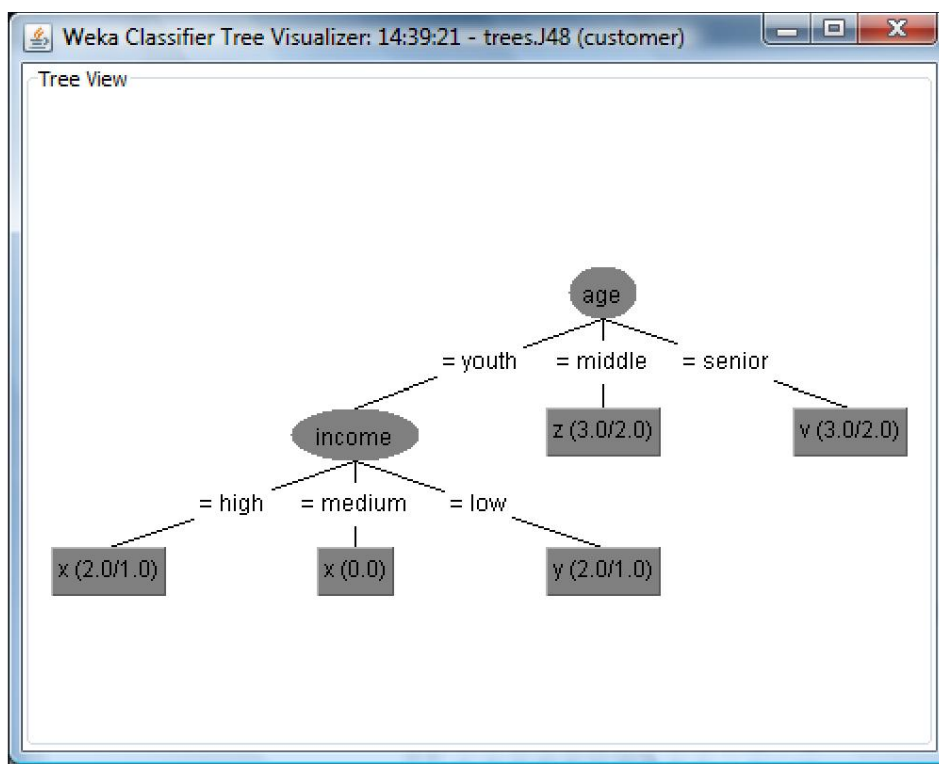 Weka Classifier Tree Visualizer: 14:39:21 - trees.J48 (customer)
Tree View
age
= youth = middle = senior
income z (3.0/2.0) v (3.0/2.0)
= high = medium = low
x (2.0/1.0) x (0.0) y (2.0/1.0)